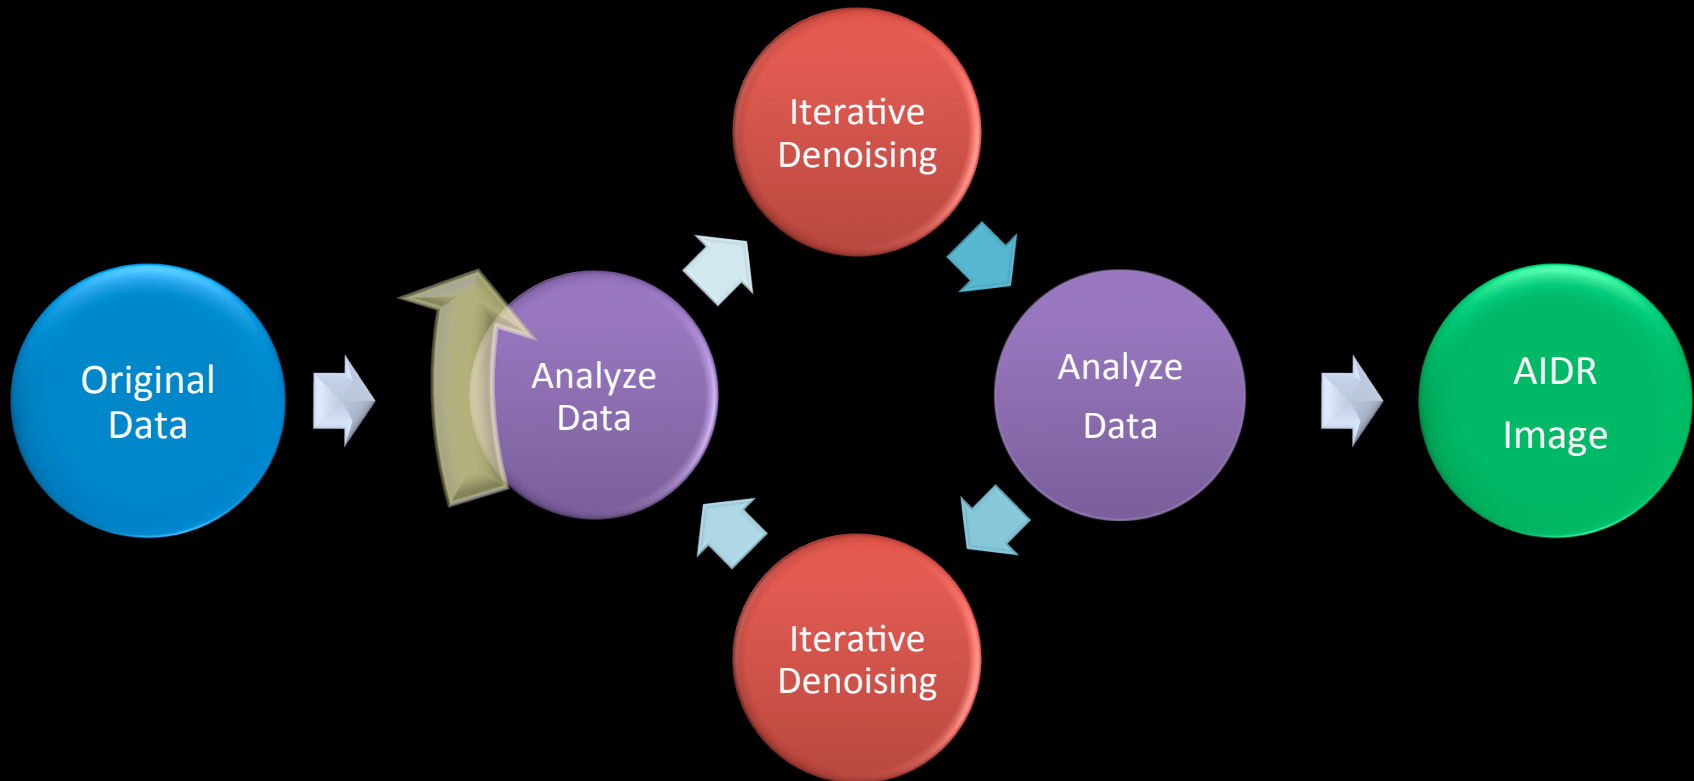 Iterative
Denoising
Original
Data
Analyze
Data
Analyze
Data
AIDR
Image
Iterative
Denoising